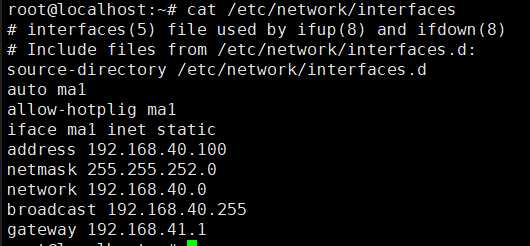 root@localhost:~# cat /etc/network/interfaces
# interfaces(5) file used by ifup(8) and ifdown(8)
# Include files from /etc/network/interfaces.d:
source-directory /etc/network/interfaces.d
auto ma1
allow-hotplig ma1
iface ma1 inet static
address 192.168.40.100
netmask 255.255.252.0
network 192.168.40.0
broadcast 192.168.40.255
gateway 192.168.41.1